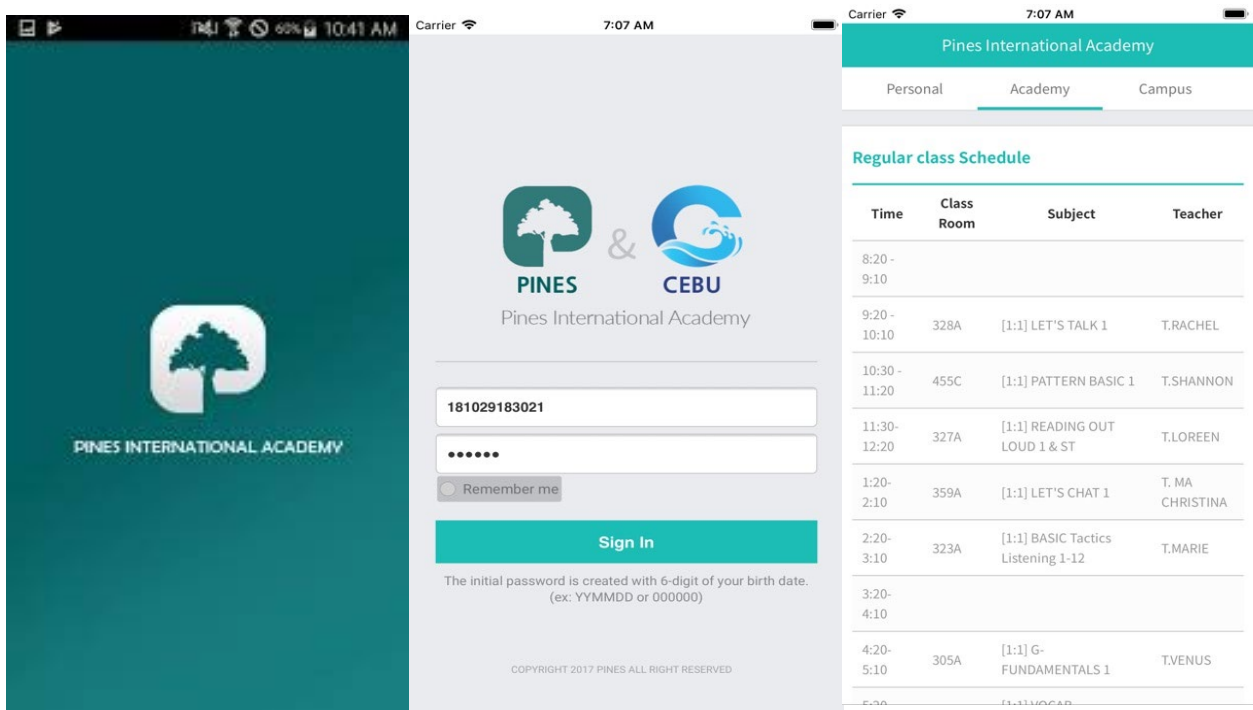 60% 10:41 AM
PINES INTERNATIONAL ACADEMY
Carrier 7:07 AM
PINES & CEBU
Pines International Academy
181029183021
••••••
Remember me
Sign In
The initial password is created with 6-digit of your birth date.
(ex: YYMMDD or 000000)
COPYRIGHT 2017 PINES ALL RIGHT RESERVED
Carrier 7:07 AM
Pines International Academy
Personal Academy Campus
Regular class Schedule
Time Class Room Subject Teacher
8:20 -
9:10
9:20 -
10:10 328A [1:1] LET'S TALK 1 T.RACHEL
10:30 -
11:20 455C [1:1] PATTERN BASIC 1 T.SHANNON
11:30-
12:20 327A [1:1] READING OUT
LOUD 1 & ST T.LOREEN
1:20-
2:10 359A [1:1] LET'S CHAT 1 T. MA
CHRISTINA
2:20-
3:10 323A [1:1] BASIC Tactics
Listening 1-12 T.MARIE
3:20-
4:10
4:20-
5:10 305A [1:1] G-
FUNDAMENTALS 1 T.VENUS